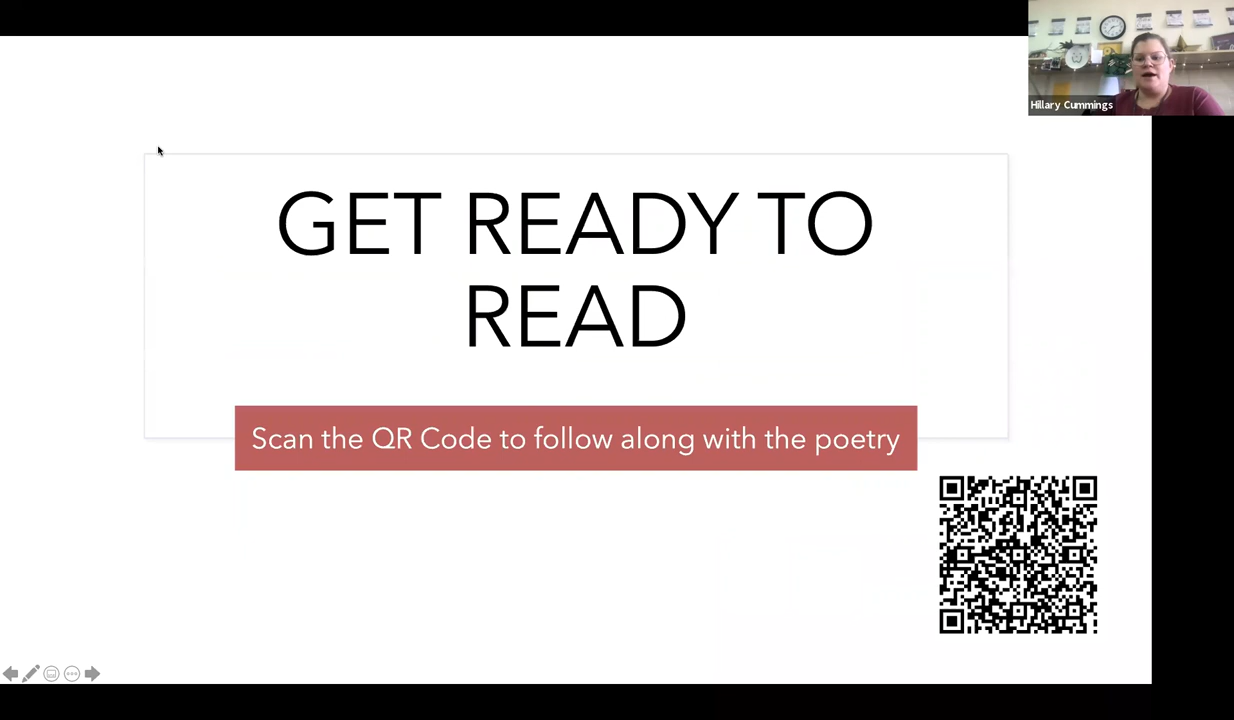 Hillary Cummings
GET READY TO
READ
Scan the QR Code to follow along with the poetry